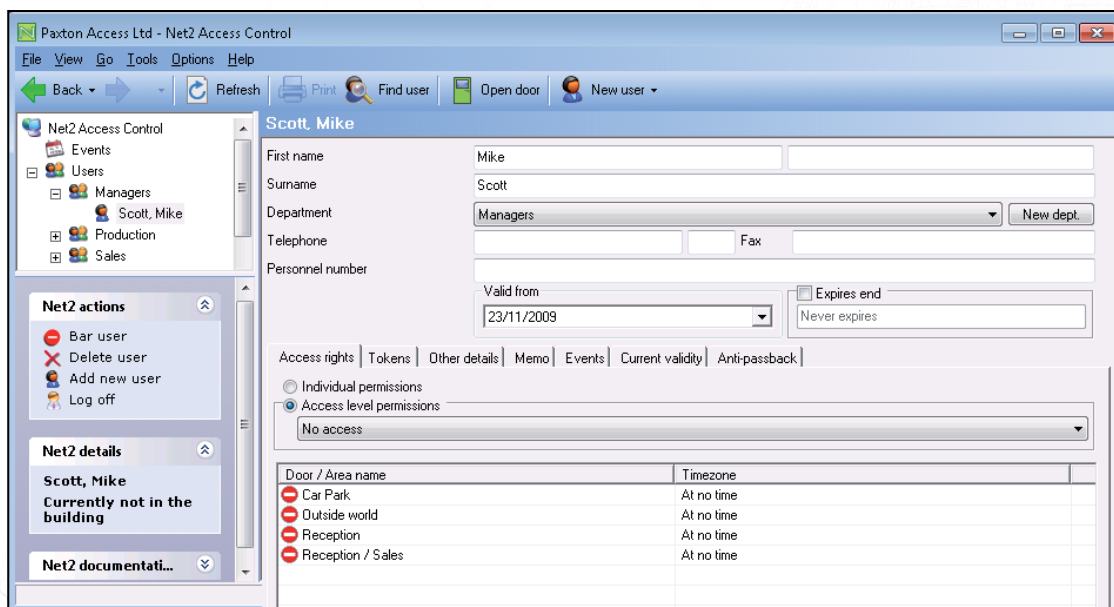 Paxton Access Ltd - Net2 Access Control
File View Go Tools Options Help
Back Refresh Print Find user Open door New user
Net2 Access Control
Events
Users
Managers
Scott, Mike
Production
Sales
Net2 actions
Bar user
Delete user
Add new user
Log off
Net2 details
Scott, Mike
Currently not in the
building
Net2 documentati...
Scott, Mike
First name Mike
Surname Scott
Department Managers New dept.
Telephone Fax
Personnel number
Valid from Expires end
23/11/2009 Never expires
Access rights Tokens Other details Memo Events Current validity Anti-passback
Individual permissions
Access level permissions
No access
Door / Area name Timezone
Car Park At no time
Outside world At no time
Reception At no time
Reception / Sales At no time